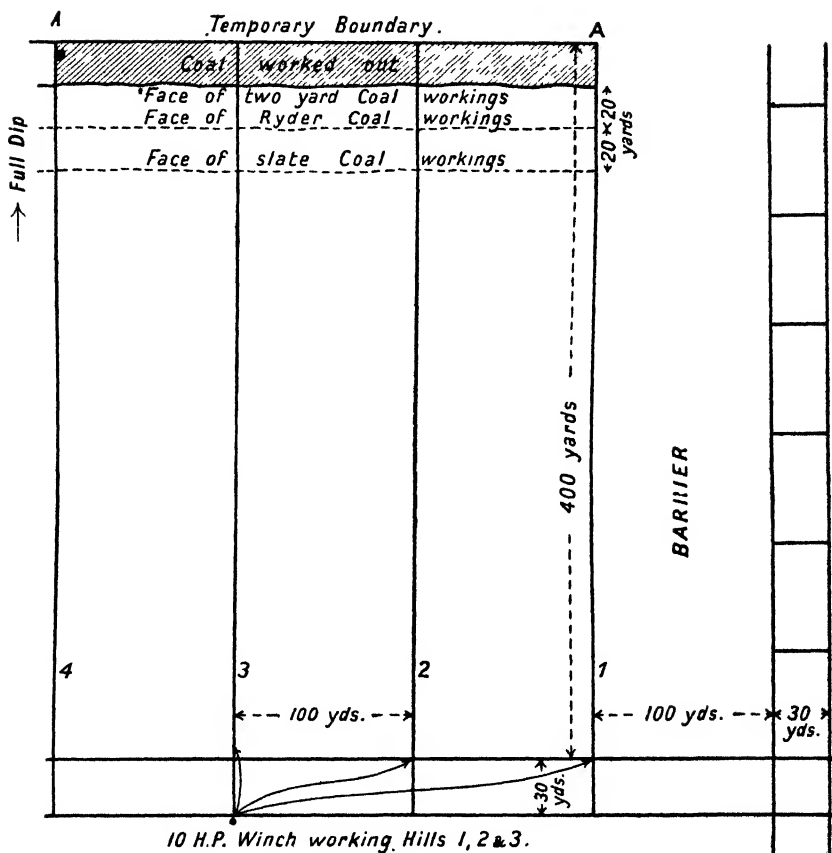 A
Temporary Boundary.
A
Coal worked out
Face of two yard Coal workings
Face of Ryder Coal workings
Face of slate Coal workings
20 × 20
yards
→ Full Dip
400 yards
BARRIER
4
3
2
1
100 yds.
100 yds.
30
yds.
30
yds.
10 H.P. Winch working Hills 1, 2 & 3.